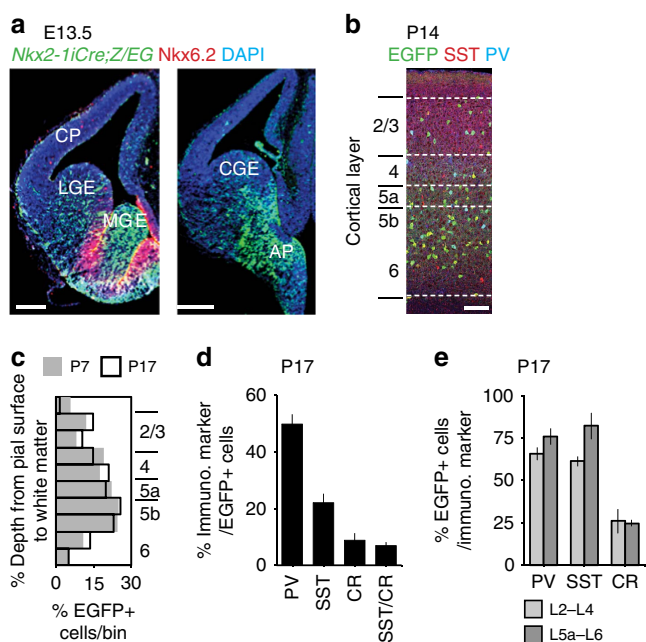 a
E13.5
Nkx2-1iCre;Z/EG Nkx6.2 DAPI
CP
LGE
MGE
CGE
AP
b
P14
EGFP SST PV
Cortical layer
2/3
4
5a
5b
6
c
P7 P17
% Depth from pial surface
to white matter
2/3
4
5a
5b
6
0 15 30
% EGFP+
cells/bin
d
P17
% Immuno. marker
/EGFP+ cells
60
40
20
0
PV
SST
CR
SST/CR
e
P17
% EGFP+ cells
/immuno. marker
100
75
50
25
0
PV SST CR
L2–L4
L5a–L6